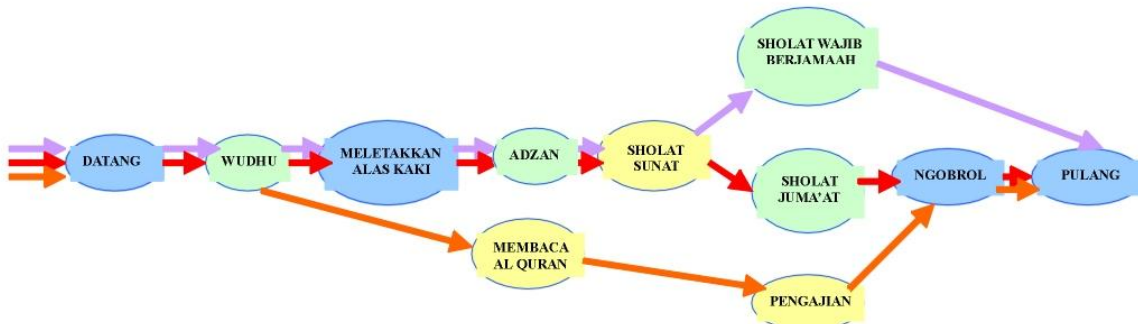 DATANG
WUDHU
MELETAKKAN
ALAS KAKI
ADZAN
SHOLAT
SUNAT
SHOLAT WAJIB
BERJAMAAH
SHOLAT
JUMA'AT
NGOBROL
PULANG
MEMBACA
AL QURAN
PENGAJIAN